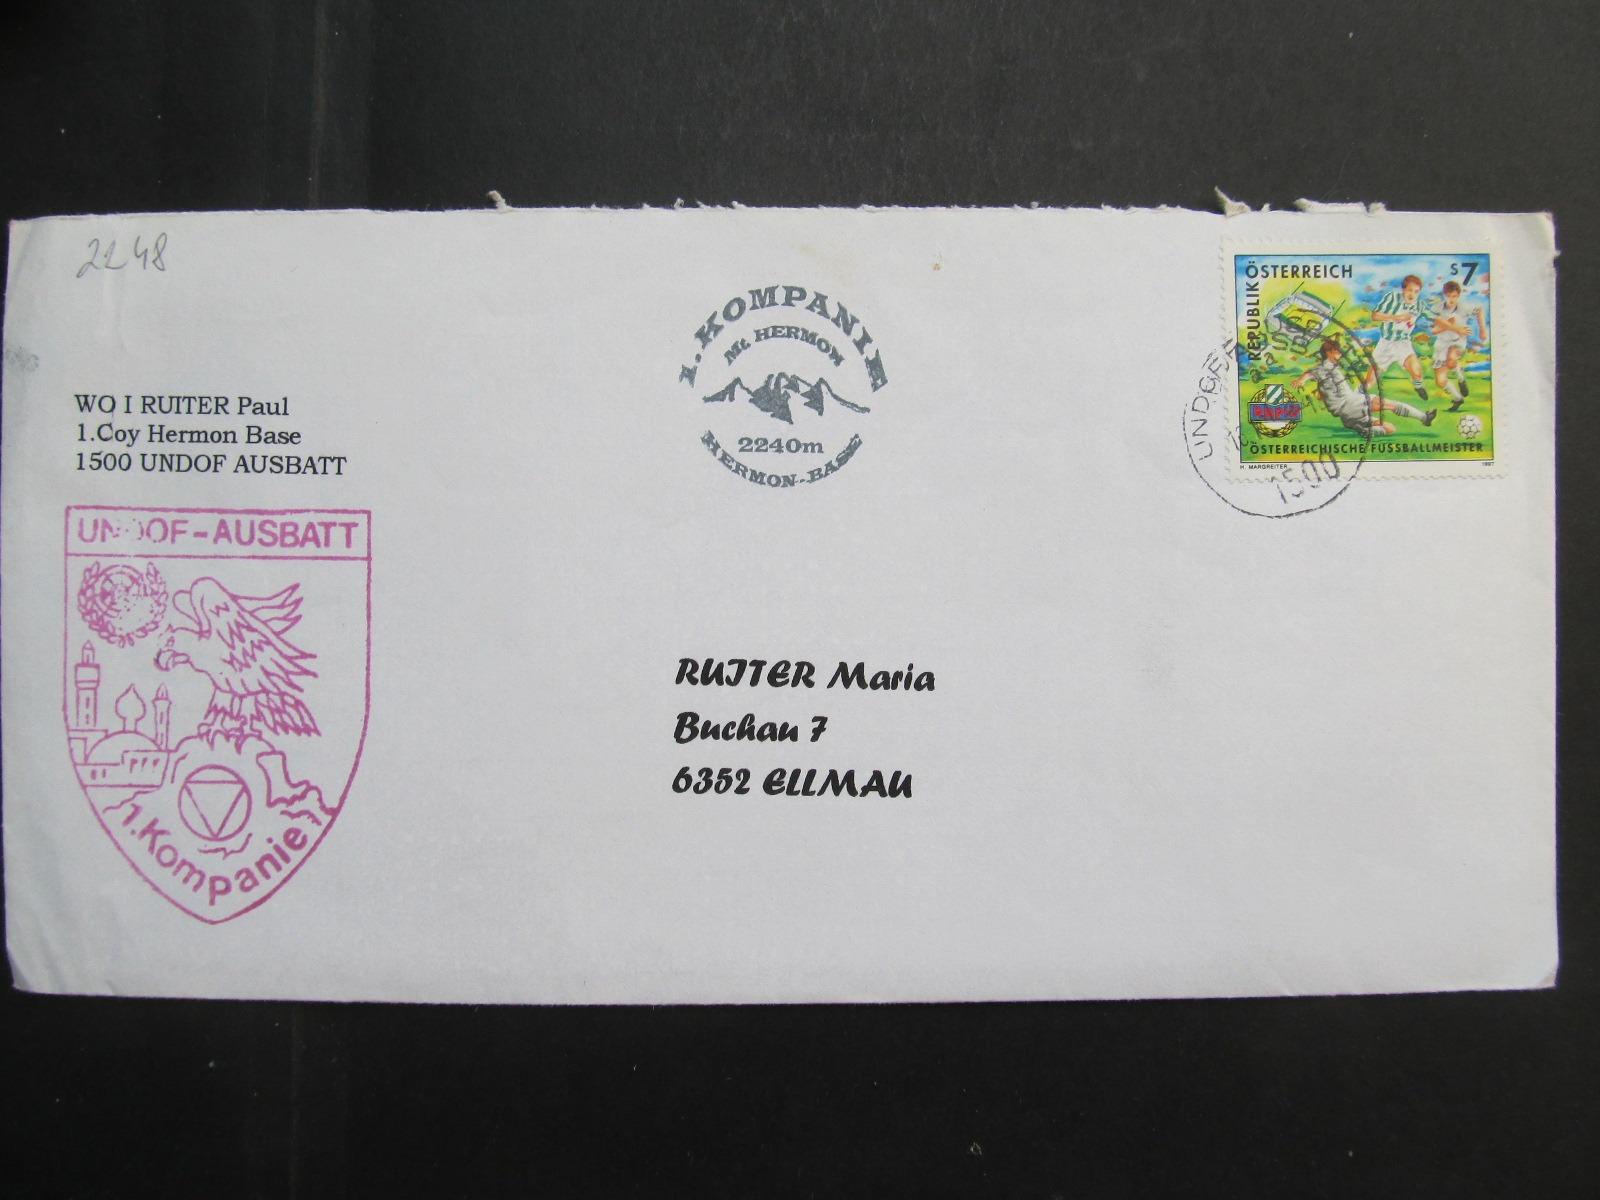 2248
WO I RUITER Paul
1.Coy Hermon Base
1500 UNDOF AUSBATT
UNDOF-AUSBATT
1.Kompanie
1. KOMPANIE
Mt. HERMON
2240m
HERMON-BASE
REPUBLIK ÖSTERREICH
S7
RAPID
ÖSTERREICHISCHE FUSSBALLMEISTER
H. MARGREITER
1997
1500
RUITER Maria
Buchau 7
6352 ELLMAU